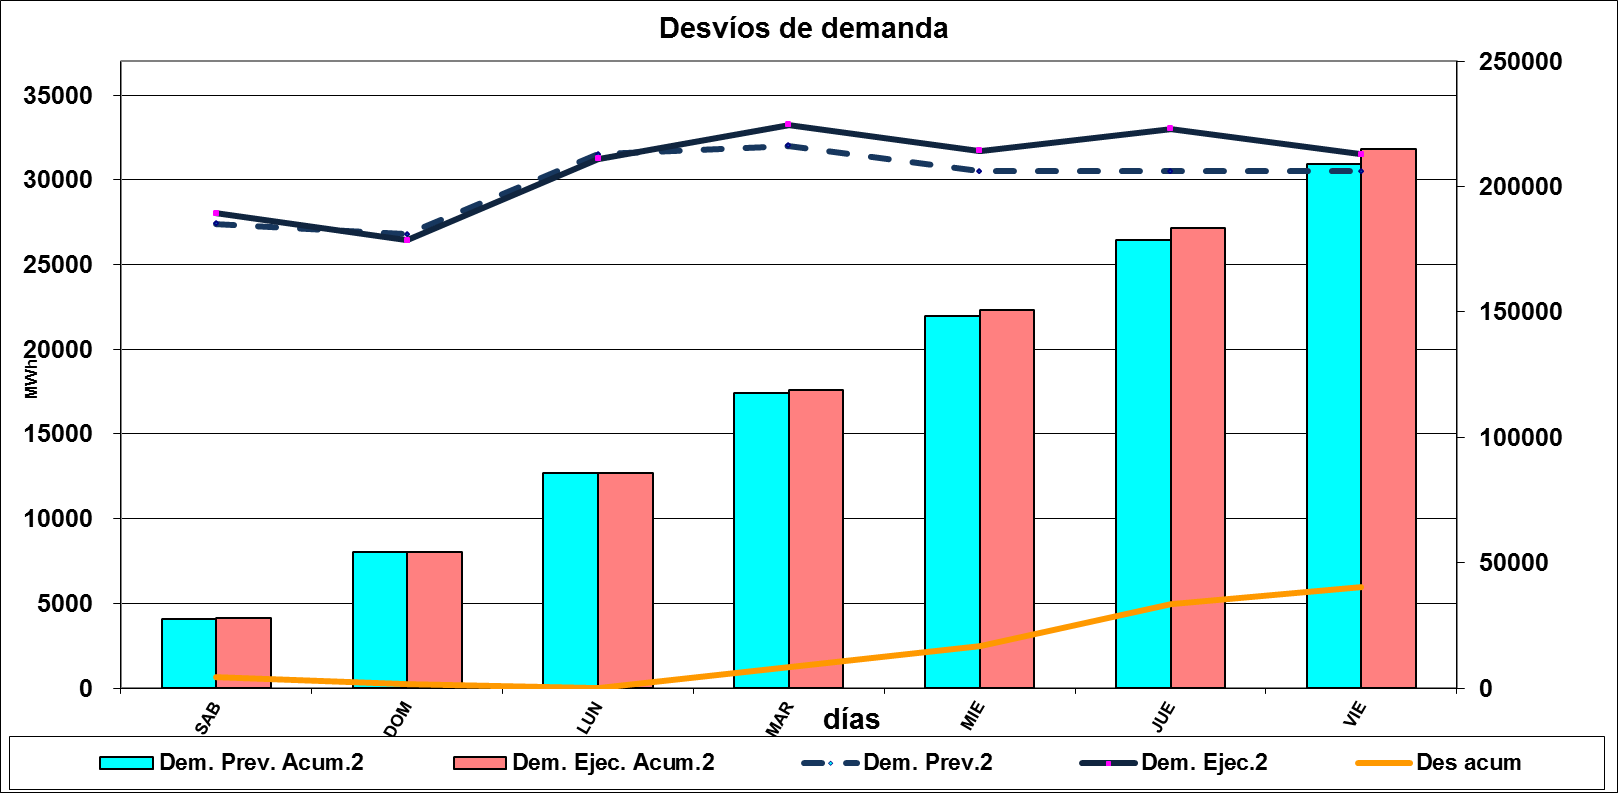 Desvíos de demanda
250000
35000
30000
200000
25000
150000
20000
MWh
15000
100000
10000
50000
5000
0
0
SAB
DOM
LUN
MAR
MIE
JUE
VIE
días
Dem. Prev. Acum.2
Dem. Ejec. Acum.2
Dem. Prev.2
Dem. Ejec.2
Des acum